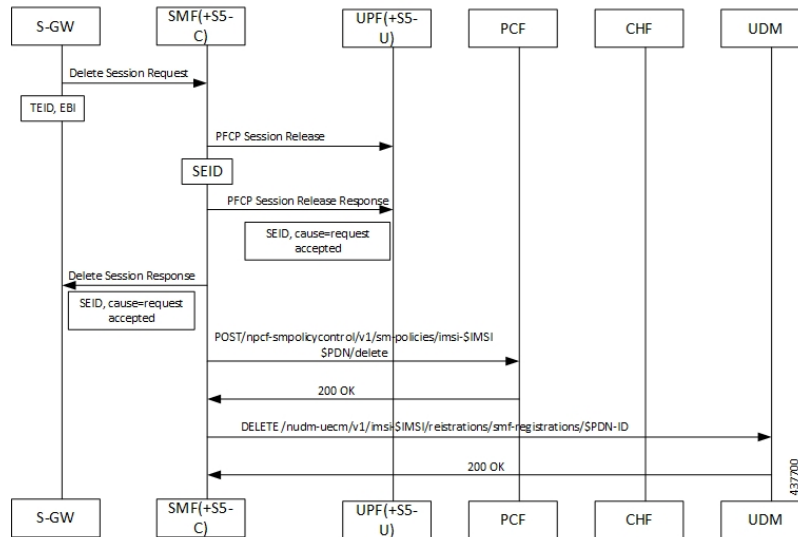 S-GW
SMF(+S5-
C)
UPF(+S5-
U)
PCF
CHF
UDM
Delete Session Request
TEID, EBI
PFCP Session Release
SEID
PFCP Session Release Response
SEID, cause=request
accepted
Delete Session Response
SEID, cause=request
accepted
POST/npcf-smpolicycontrol/v1/sm-policies/imsi-$IMSI
$PDN/delete
200 OK
DELETE /nudm-uecm/v1/imsi-$IMSI/reistrations/smf-registrations/$PDN-ID
200 OK
437700
S-GW
SMF(+S5-
C)
UPF(+S5-
U)
PCF
CHF
UDM